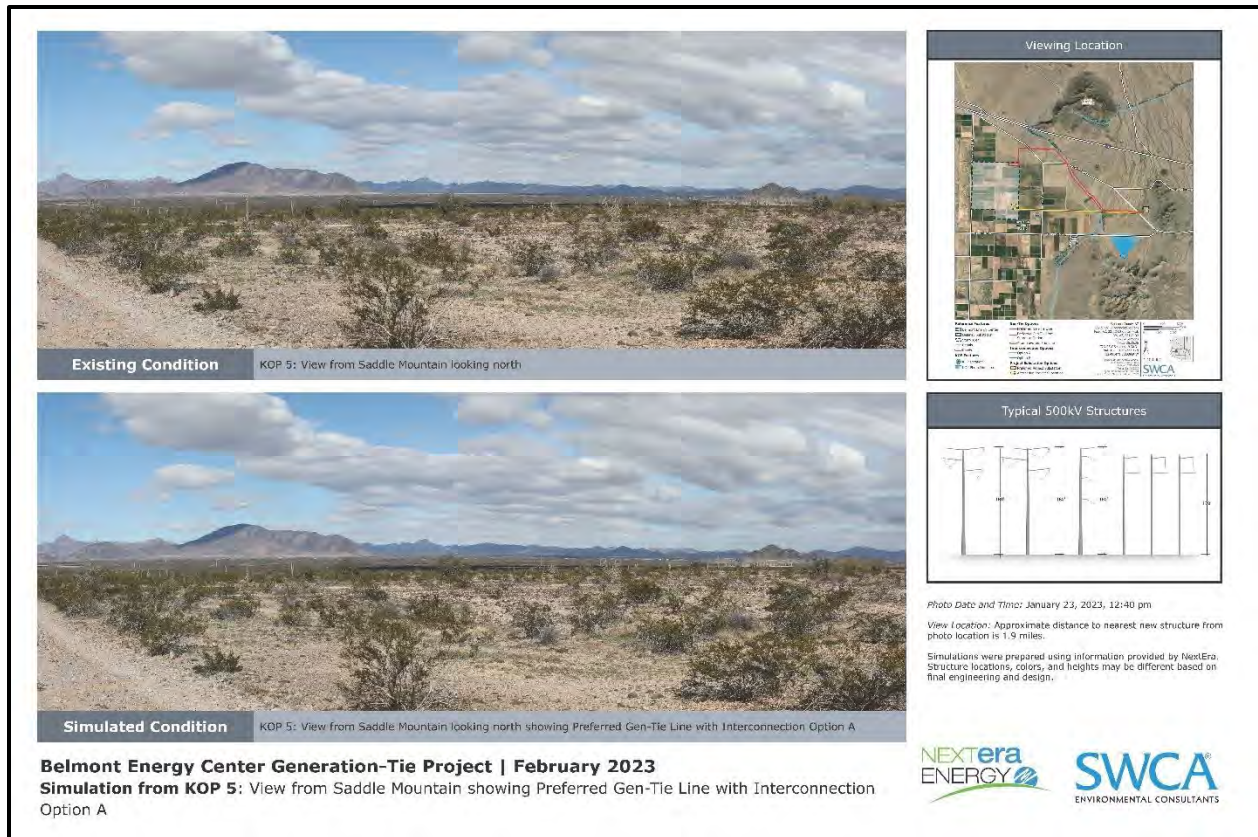 Viewing Location
SWCA
Existing Condition
KOP 5: View from Saddle Mountain looking north
Typical 500kV Structures
Simulated Condition
KOP 5: View from Saddle Mountain looking north showing Preferred Gen-Tie Line with Interconnection Option A
Photo Date and Time: January 23, 2023, 12:40 pm
View Location: Approximate distance to nearest new structure from
photo location is 1.9 miles.
Simulations were prepared using information provided by NextEra.
Structure locations, colors, and heights may be different based on
final engineering and design.
Belmont Energy Center Generation-Tie Project | February 2023
Simulation from KOP 5: View from Saddle Mountain showing Preferred Gen-Tie Line with Interconnection
Option A
NEXTera
ENERGY
SWCA®
ENVIRONMENTAL CONSULTANTS